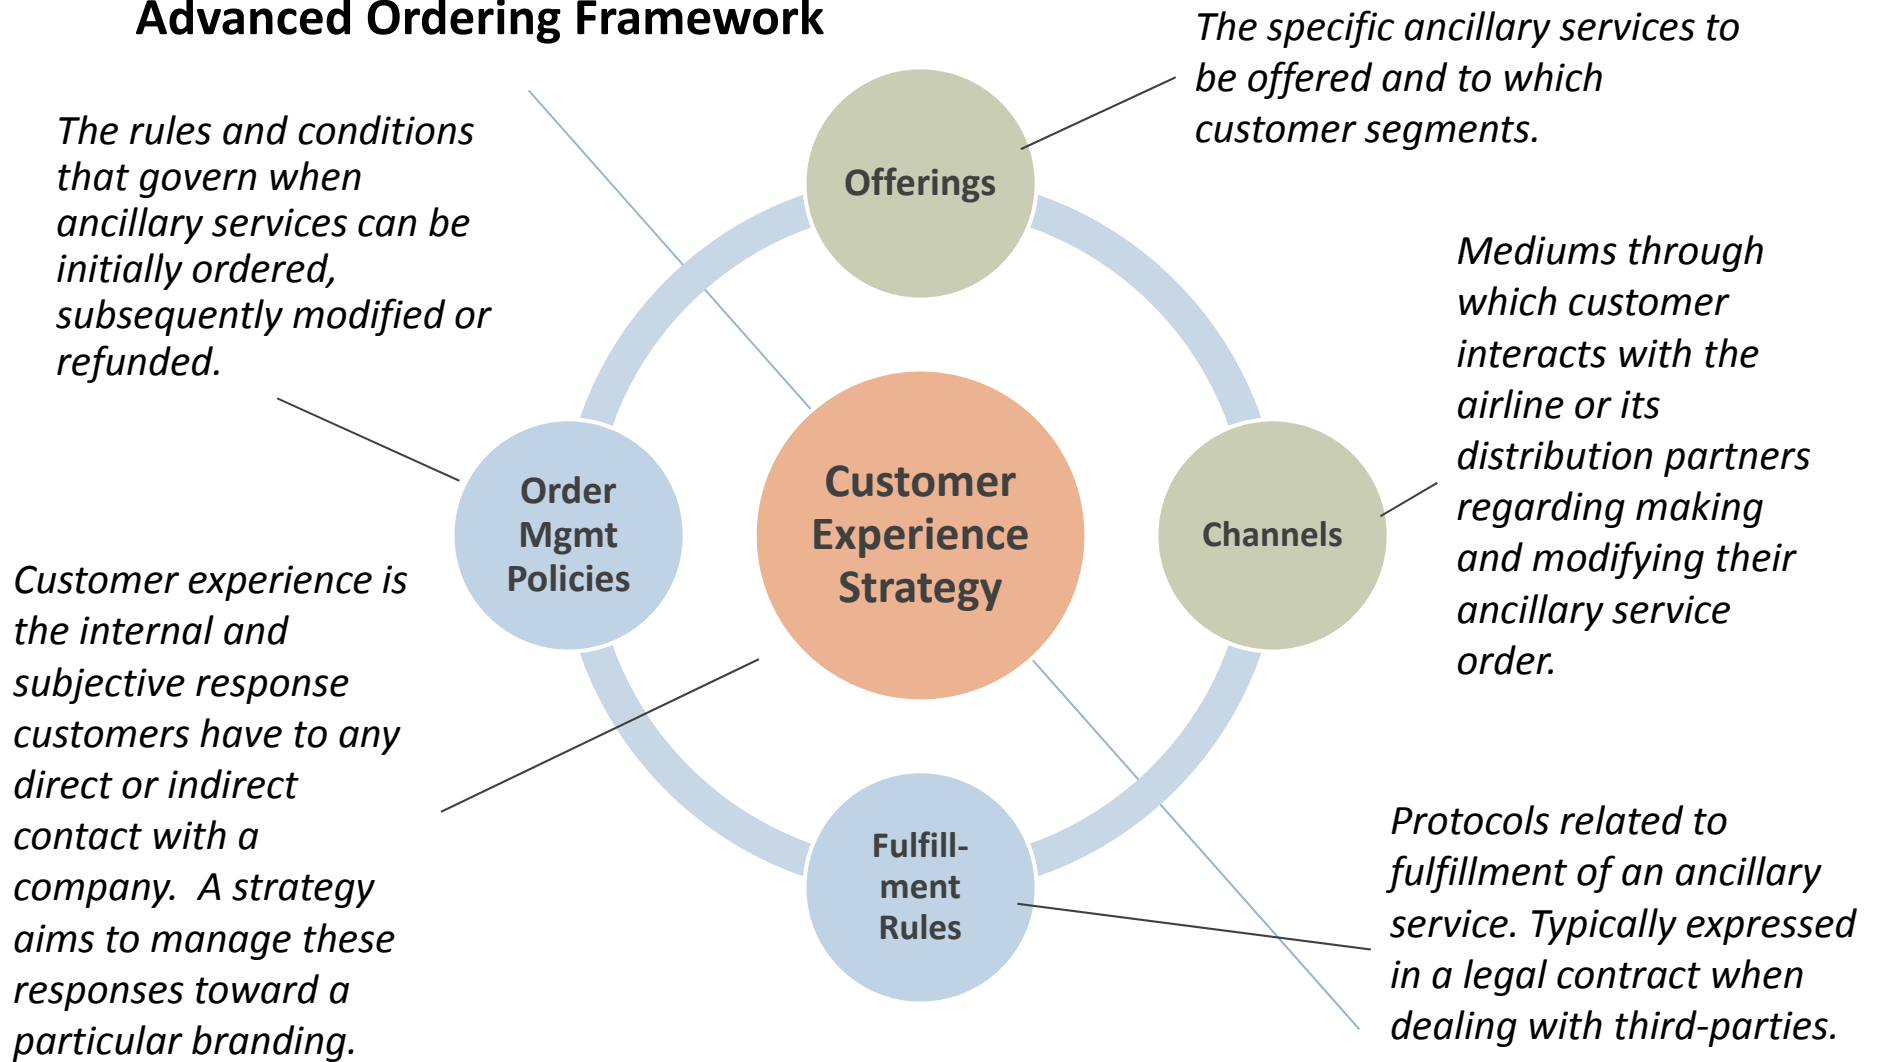 Advanced Ordering Framework
The specific ancillary services to
be offered and to which
customer segments.
The rules and conditions
that govern when
ancillary services can be
initially ordered,
subsequently modified or
refunded.
Offerings
Mediums through
which customer
interacts with the
airline or its
distribution partners
regarding making
and modifying their
ancillary service
order.
Order
Mgmt
Policies
Customer
Experience
Strategy
Channels
Customer experience is
the internal and
subjective response
customers have to any
direct or indirect
contact with a
company.  A strategy
aims to manage these
responses toward a
particular branding.
Fulfill-
ment
Rules
Protocols related to
fulfillment of an ancillary
service. Typically expressed
in a legal contract when
dealing with third-parties.